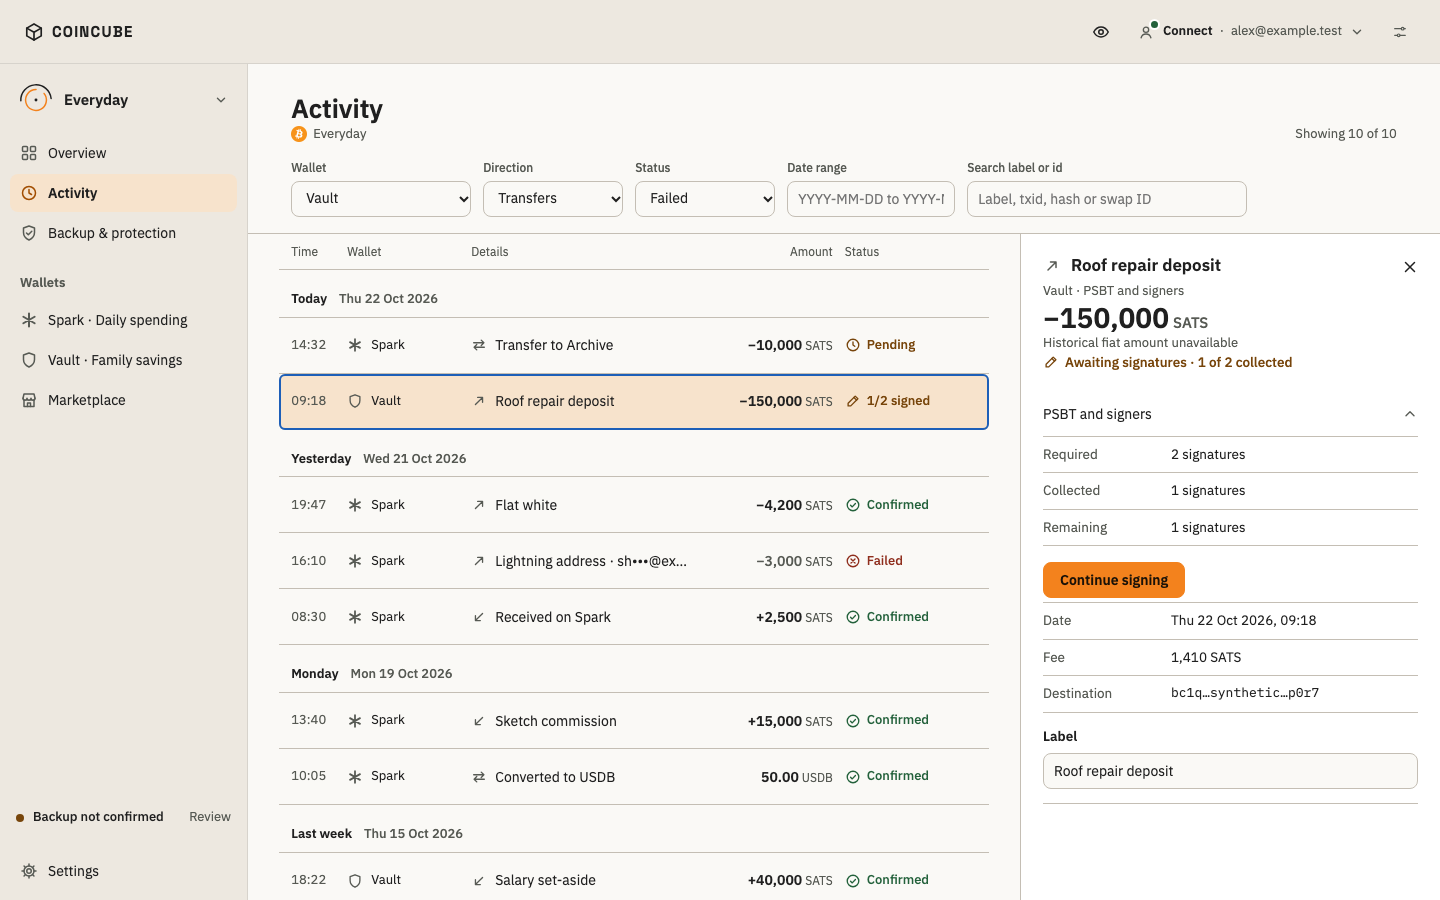 COINCUBE
Connect · alex@example.test
Everyday
Overview
Activity
Backup & protection
Wallets
Spark · Daily spending
Vault · Family savings
Marketplace
Backup not confirmed Review
Settings
Activity
Everyday
Showing 10 of 10
Wallet Direction Status Date range Search label or id
Vault Transfers Failed YYYY-MM-DD to YYYY-M Label, txid, hash or swap ID
Time Wallet Details Amount Status
Today Thu 22 Oct 2026
14:32 Spark Transfer to Archive −10,000 SATS Pending
09:18 Vault Roof repair deposit −150,000 SATS 1/2 signed
Yesterday Wed 21 Oct 2026
19:47 Spark Flat white −4,200 SATS Confirmed
16:10 Spark Lightning address · sh•••@ex... −3,000 SATS Failed
08:30 Spark Received on Spark +2,500 SATS Confirmed
Monday Mon 19 Oct 2026
13:40 Spark Sketch commission +15,000 SATS Confirmed
10:05 Spark Converted to USDB 50.00 USDB Confirmed
Last week Thu 15 Oct 2026
18:22 Vault Salary set-aside +40,000 SATS Confirmed
Roof repair deposit
Vault · PSBT and signers
−150,000 SATS
Historical fiat amount unavailable
Awaiting signatures · 1 of 2 collected
PSBT and signers
Required 2 signatures
Collected 1 signatures
Remaining 1 signatures
Continue signing
Date Thu 22 Oct 2026, 09:18
Fee 1,410 SATS
Destination bc1q…synthetic…p0r7
Label
Roof repair deposit